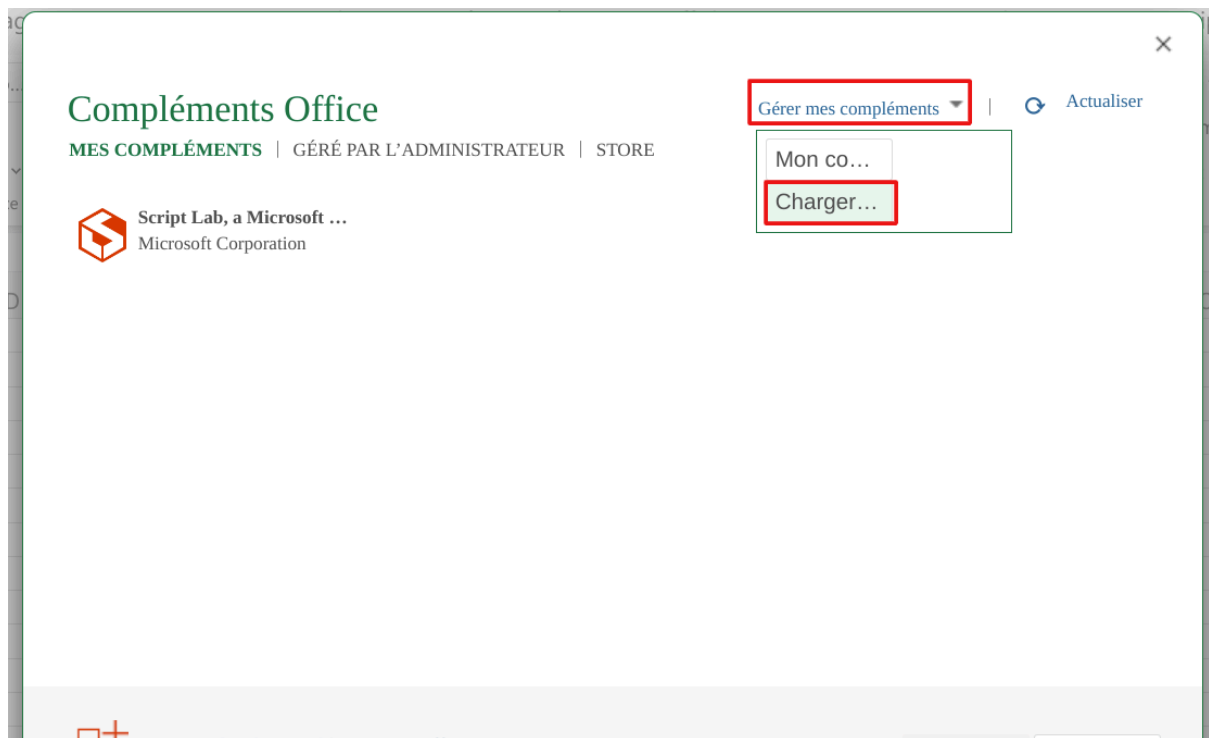 Compléments Office
Gérer mes compléments | Actualiser
MES COMPLÉMENTS | GÉRÉ PAR L’ADMINISTRATEUR | STORE
Mon co…
Charger…
Script Lab, a Microsoft …
Microsoft Corporation